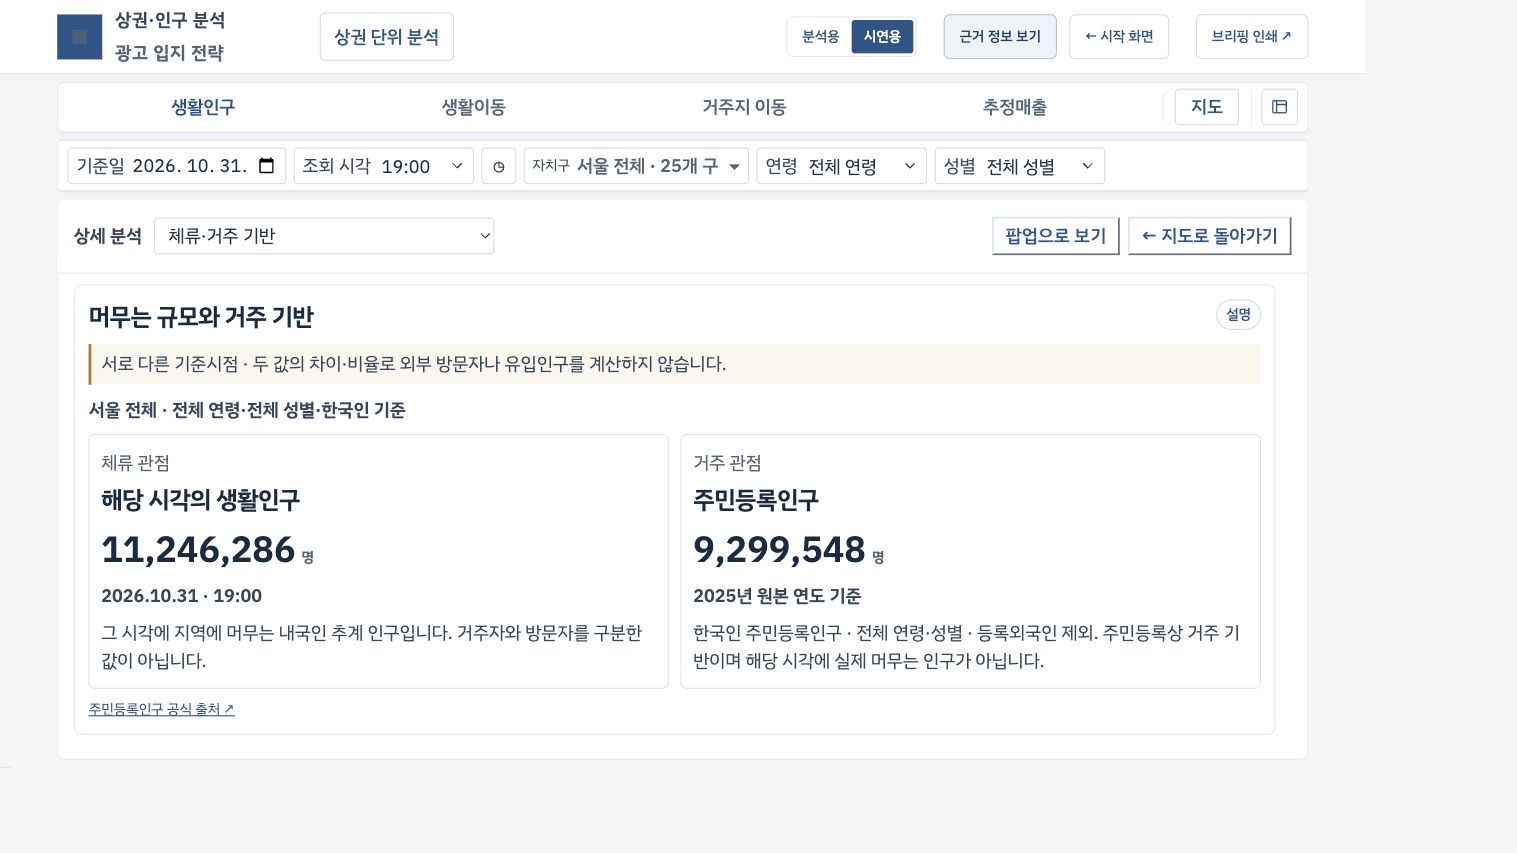 상권·인구 분석
광고 입지 전략
상권 단위 분석
분석용 시연용
근거 정보 보기
← 시작 화면
브리핑 인쇄 ↗
생활인구 생활이동 거주지 이동 추정매출 지도
기준일 2026. 10. 31. 조회 시각 19:00 자치구 서울 전체 · 25개 구 연령 전체 연령 성별 전체 성별
상세 분석 체류·거주 기반 팝업으로 보기 ← 지도로 돌아가기
머무는 규모와 거주 기반 설명
서로 다른 기준시점 · 두 값의 차이·비율로 외부 방문자나 유입인구를 계산하지 않습니다.
서울 전체 · 전체 연령·전체 성별·한국인 기준
체류 관점
해당 시각의 생활인구
11,246,286 명
2026.10.31 · 19:00
그 시각에 지역에 머무는 내국인 추계 인구입니다. 거주자와 방문자를 구분한
값이 아닙니다.
거주 관점
주민등록인구
9,299,548 명
2025년 원본 연도 기준
한국인 주민등록인구 · 전체 연령·성별 · 등록외국인 제외. 주민등록상 거주 기
반이며 해당 시각에 실제 머무는 인구가 아닙니다.
주민등록인구 공식 출처 ↗